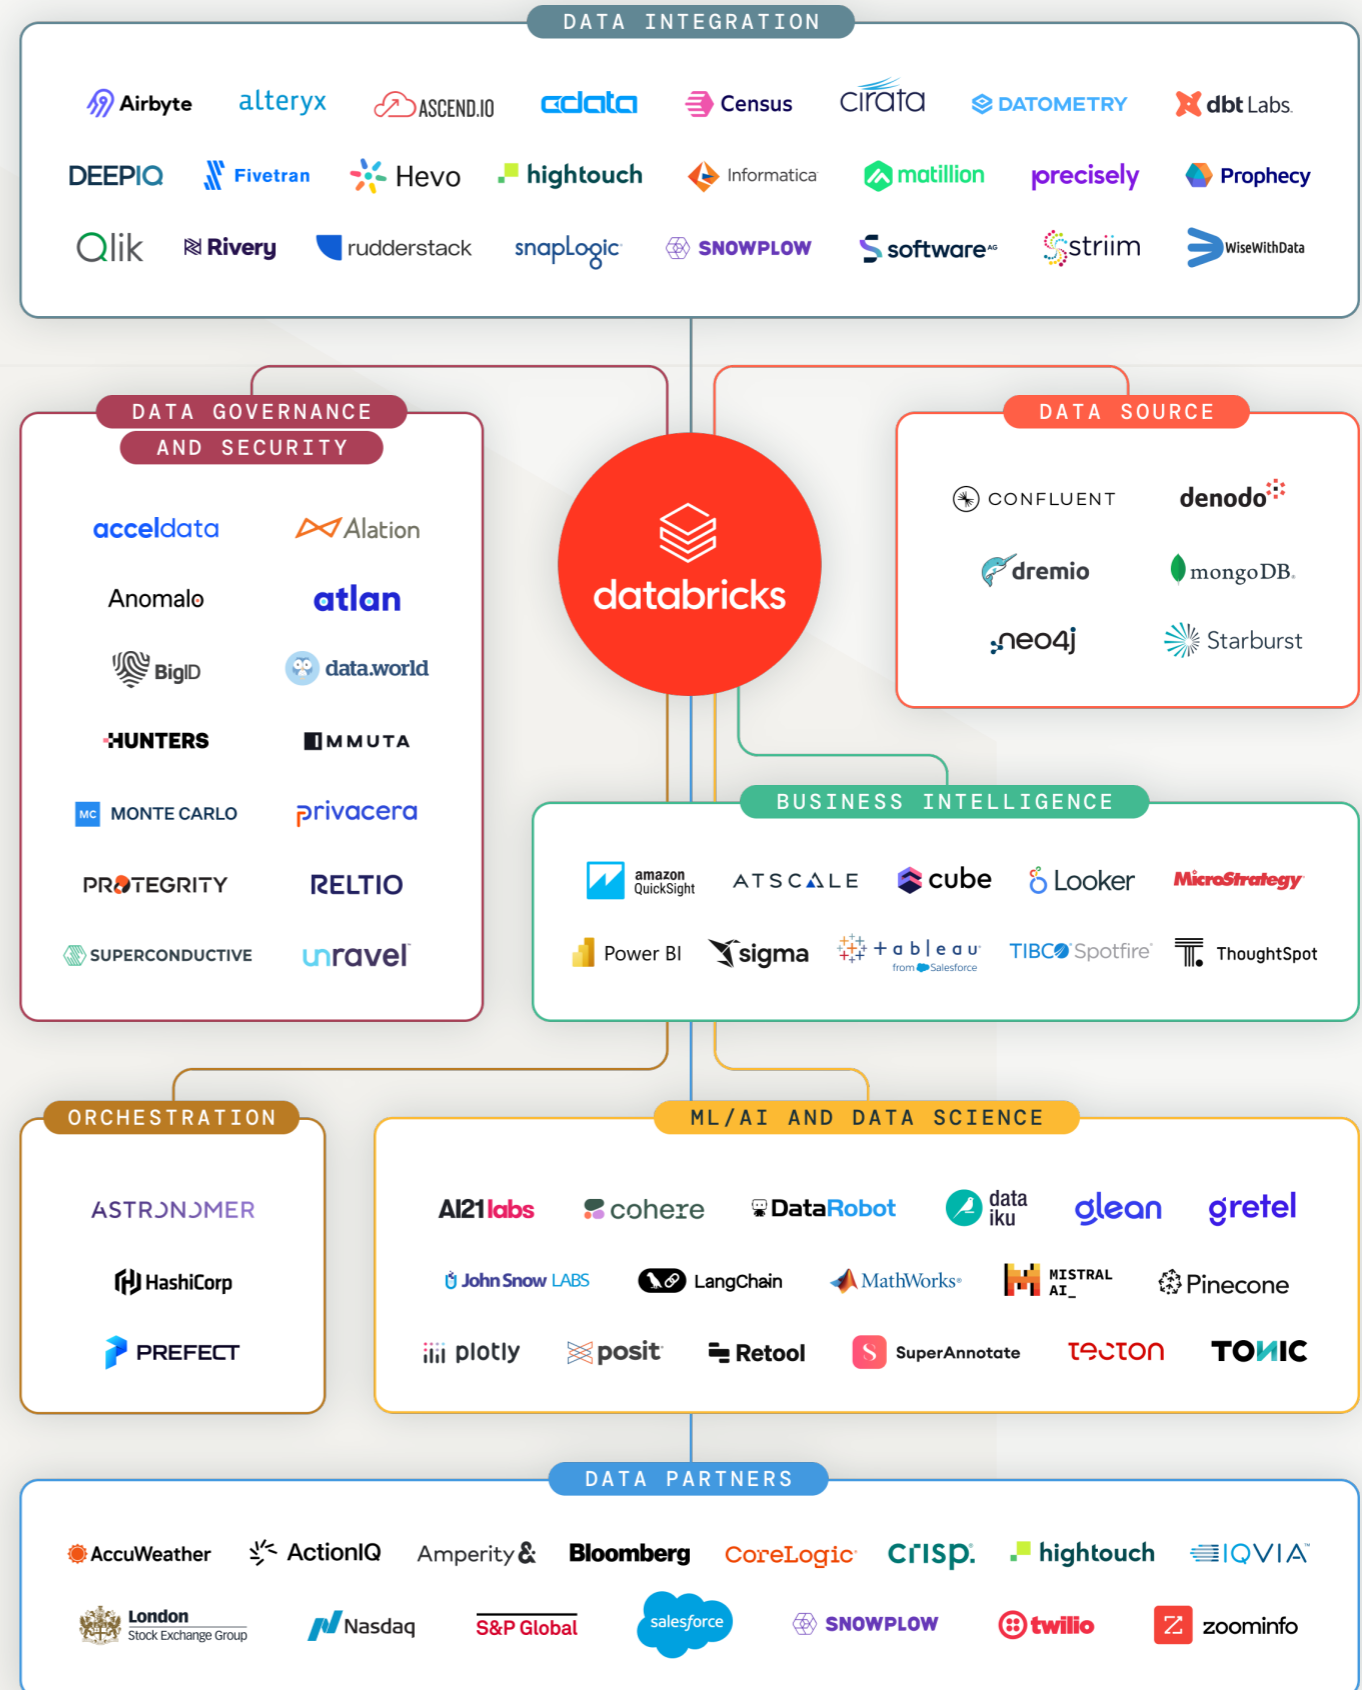 DATA INTEGRATION
Airbyte alteryx ASCEND.IO cdata Census cirata DATOMETRY dbt Labs.
DEEPIQ Fivetran Hevo hightouch Informatica matillion precisely Prophecy
Qlik Rivery rudderstack snapLogic SNOWPLOW software AG striim WiseWithData
DATA GOVERNANCE
AND SECURITY
acceldata Alation
Anomalo atlan
BigID data.world
HUNTERS IMMUTA
MC MONTE CARLO privacera
PROTEGRITY RELTIO
SUPERCONDUCTIVE unravel
databricks
DATA SOURCE
CONFLUENT denodo
dremio mongoDB.
neo4j Starburst
BUSINESS INTELLIGENCE
amazon
QuickSight ATSCALE cube Looker MicroStrategy
Power BI sigma +ableau TIBCO Spotfire ThoughtSpot
from Salesforce
ORCHESTRATION
ASTRONOMER
HashiCorp
PREFECT
ML/AI AND DATA SCIENCE
AI21labs cohere DataRobot data
iku glean gretel
John Snow LABS LangChain MathWorks MISTRAL
AI_ Pinecone
plotly posit Retool S SuperAnnotate TECTON TONIC
DATA PARTNERS
AccuWeather ActionIQ Amperity & Bloomberg CoreLogic crisp. hightouch IQVIA™
London
Stock Exchange Group Nasdaq S&P Global salesforce SNOWPLOW twilio Z zoominfo